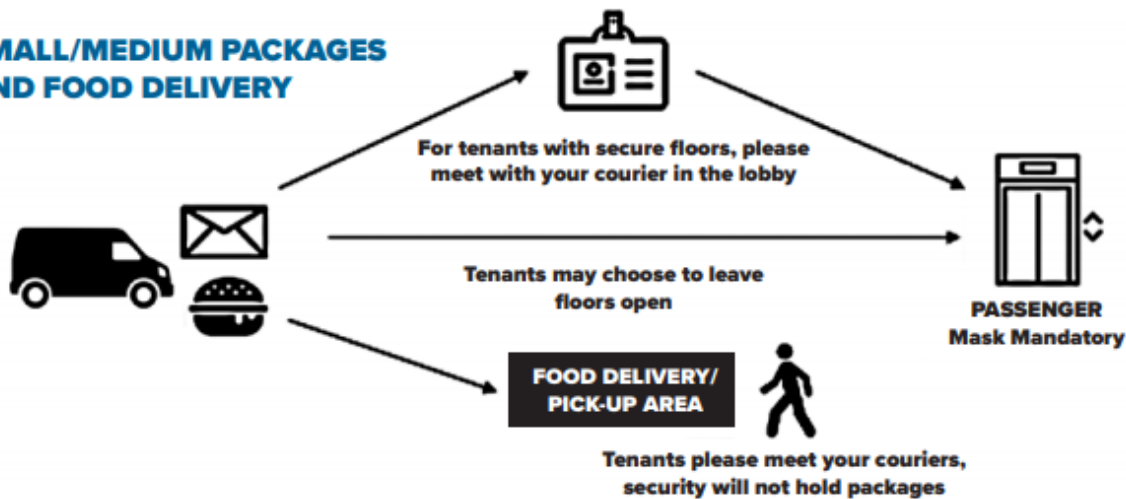 MALL/MEDIUM PACKAGES
ND FOOD DELIVERY
For tenants with secure floors, please
meet with your courier in the lobby
Tenants may choose to leave
floors open
PASSENGER
Mask Mandatory
FOOD DELIVERY/
PICK-UP AREA
Tenants please meet your couriers,
security will not hold packages